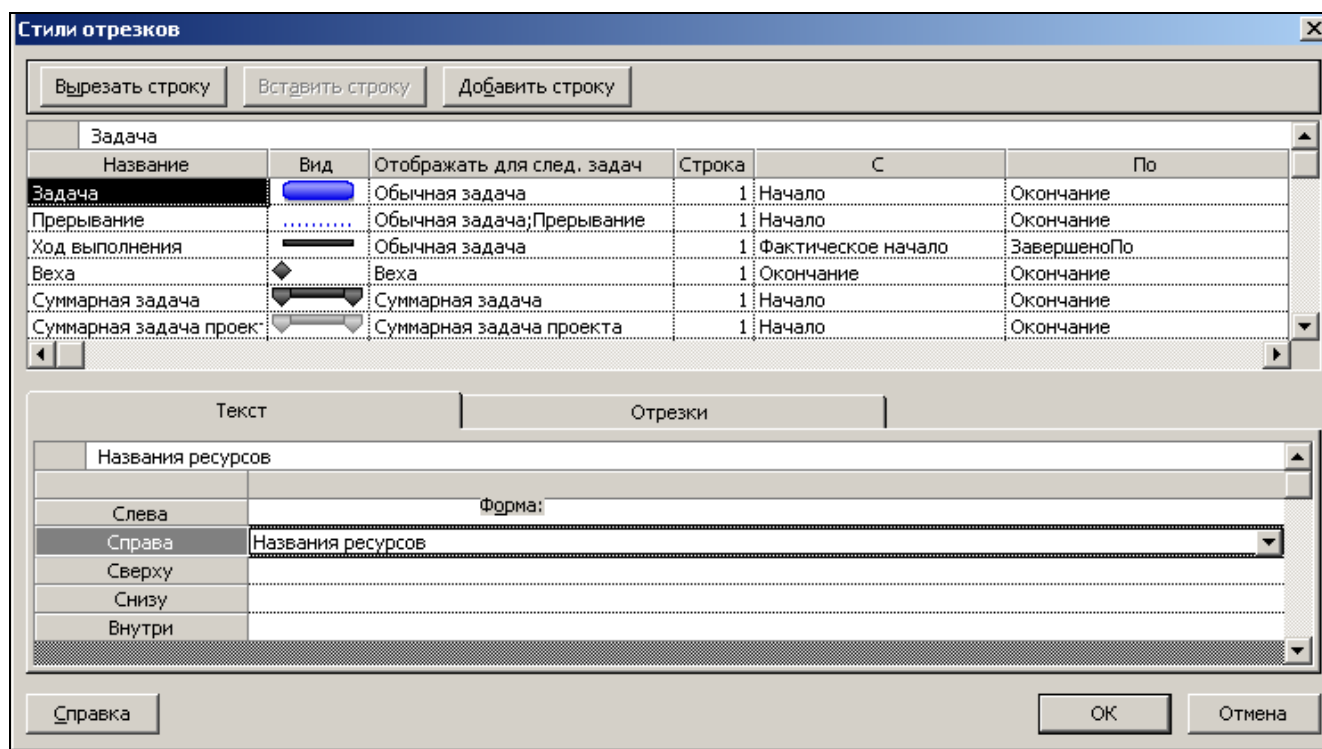 Стили отрезков
Вырезать строку Вставить строку Добавить строку
Задача
Название Вид Отображать для след. задач Строка С По
Задача Обычная задача 1 Начало Окончание
Прерывание Обычная задача;Прерывание 1 Начало Окончание
Ход выполнения Обычная задача 1 Фактическое начало ЗавершеноПо
Веха Веха 1 Окончание Окончание
Суммарная задача Суммарная задача 1 Начало Окончание
Суммарная задача проек Суммарная задача проекта 1 Начало Окончание
Текст Отрезки
Названия ресурсов
Слева Форма:
Справа Названия ресурсов
Сверху
Снизу
Внутри
Справка ОК Отмена